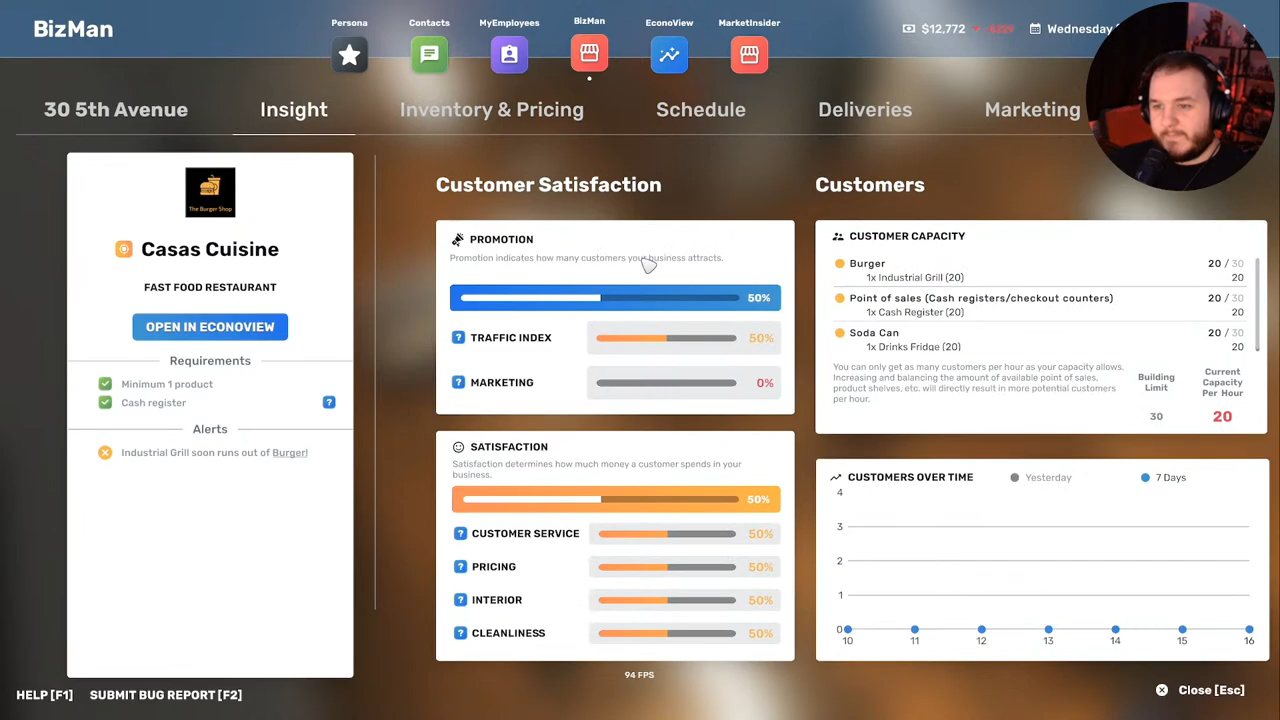 BizMan
Persona
Contacts
MyEmployees
BizMan
EconoView
MarketInsider
$12,772
Wednesday
30 5th Avenue
Insight
Inventory & Pricing
Schedule
Deliveries
Marketing
The Burger Shop
Casas Cuisine
FAST FOOD RESTAURANT
OPEN IN ECONOVIEW
Requirements
Minimum 1 product
Cash register
?
Alerts
Industrial Grill soon runs out of Burger!
Customer Satisfaction
PROMOTION
Promotion indicates how many customers your business attracts.
50%
? TRAFFIC INDEX 50%
? MARKETING 0%
SATISFACTION
Satisfaction determines how much money a customer spends in your
business.
50%
? CUSTOMER SERVICE 50%
? PRICING 50%
? INTERIOR 50%
? CLEANLINESS 50%
Customers
CUSTOMER CAPACITY
Burger 20 / 30
1x Industrial Grill (20) 20
Point of sales (Cash registers/checkout counters) 20 / 30
1x Cash Register (20) 20
Soda Can 20 / 30
1x Drinks Fridge (20) 20
You can only get as many customers per hour as your capacity allows.
Increasing and balancing the amount of available point of sales,
product shelves, etc. will directly result in more potential customers
per hour.
Building
Limit
30
Current
Capacity
Per Hour
20
CUSTOMERS OVER TIME
Yesterday
7 Days
4
3
2
1
0
10 11 12 13 14 15 16
94 FPS
HELP [F1]
SUBMIT BUG REPORT [F2]
Close [Esc]